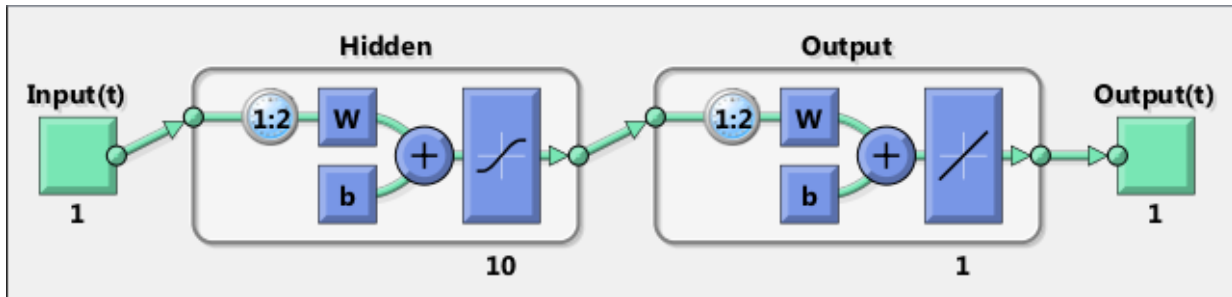 Hidden
Output
Input(t)
Output(t)
1:2
W
1:2
W
+
+
b
b
1
1
10
1